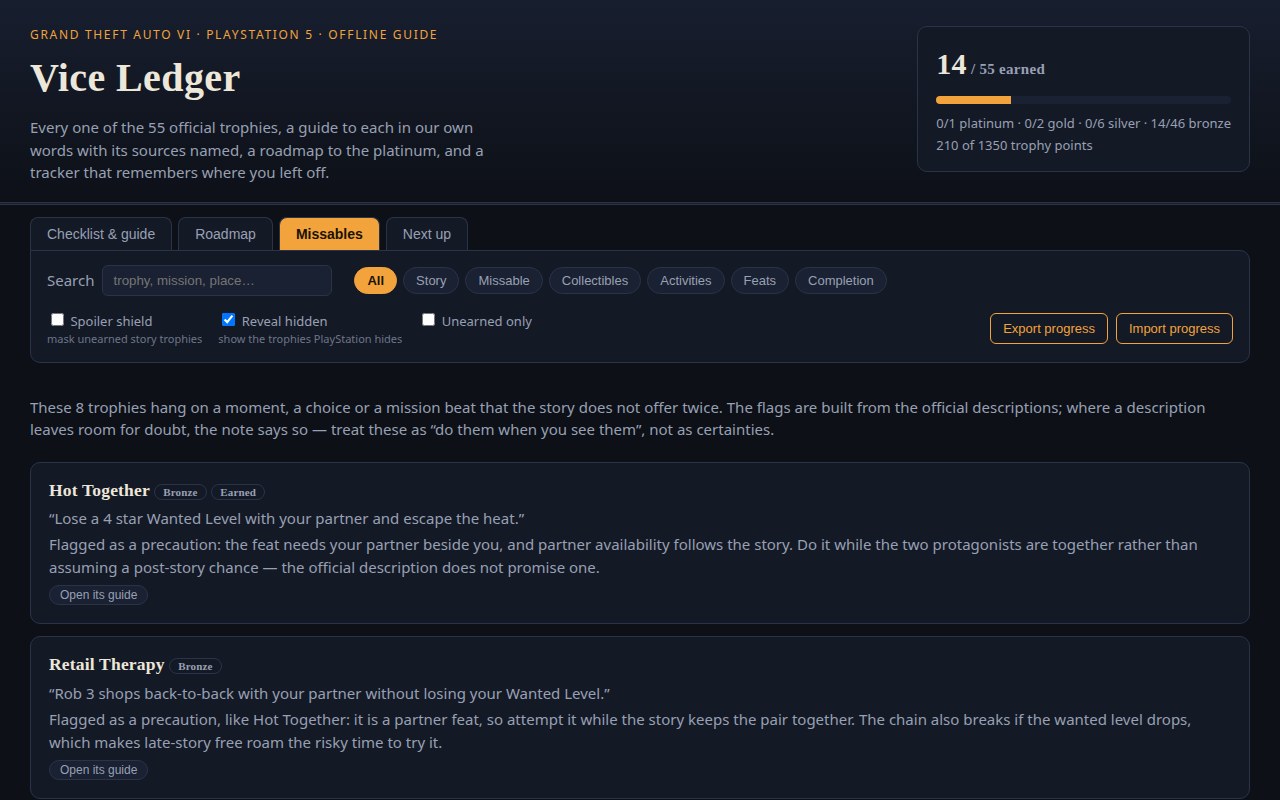 GRAND THEFT AUTO VI · PLAYSTATION 5 · OFFLINE GUIDE
Vice Ledger
Every one of the 55 official trophies, a guide to each in our own
words with its sources named, a roadmap to the platinum, and a
tracker that remembers where you left off.
14 / 55 earned
0/1 platinum · 0/2 gold · 0/6 silver · 14/46 bronze
210 of 1350 trophy points
Checklist & guide
Roadmap
Missables
Next up
Search
trophy, mission, place…
All
Story
Missable
Collectibles
Activities
Feats
Completion
Spoiler shield
mask unearned story trophies
Reveal hidden
show the trophies PlayStation hides
Unearned only
Export progress
Import progress
These 8 trophies hang on a moment, a choice or a mission beat that the story does not offer twice. The flags are built from the official descriptions; where a description
leaves room for doubt, the note says so — treat these as “do them when you see them”, not as certainties.
Hot Together Bronze Earned
“Lose a 4 star Wanted Level with your partner and escape the heat.”
Flagged as a precaution: the feat needs your partner beside you, and partner availability follows the story. Do it while the two protagonists are together rather than
assuming a post-story chance — the official description does not promise one.
Open its guide
Retail Therapy Bronze
“Rob 3 shops back-to-back with your partner without losing your Wanted Level.”
Flagged as a precaution, like Hot Together: it is a partner feat, so attempt it while the story keeps the pair together. The chain also breaks if the wanted level drops,
which makes late-story free roam the risky time to try it.
Open its guide